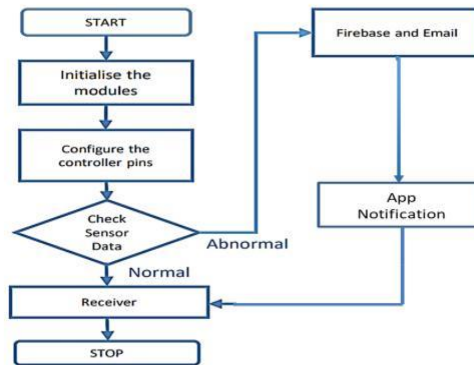 START
Initialise the
modules
Configure the
controller pins
Check
Sensor
Data
Abnormal
Normal
Receiver
STOP
Firebase and Email
App
Notification